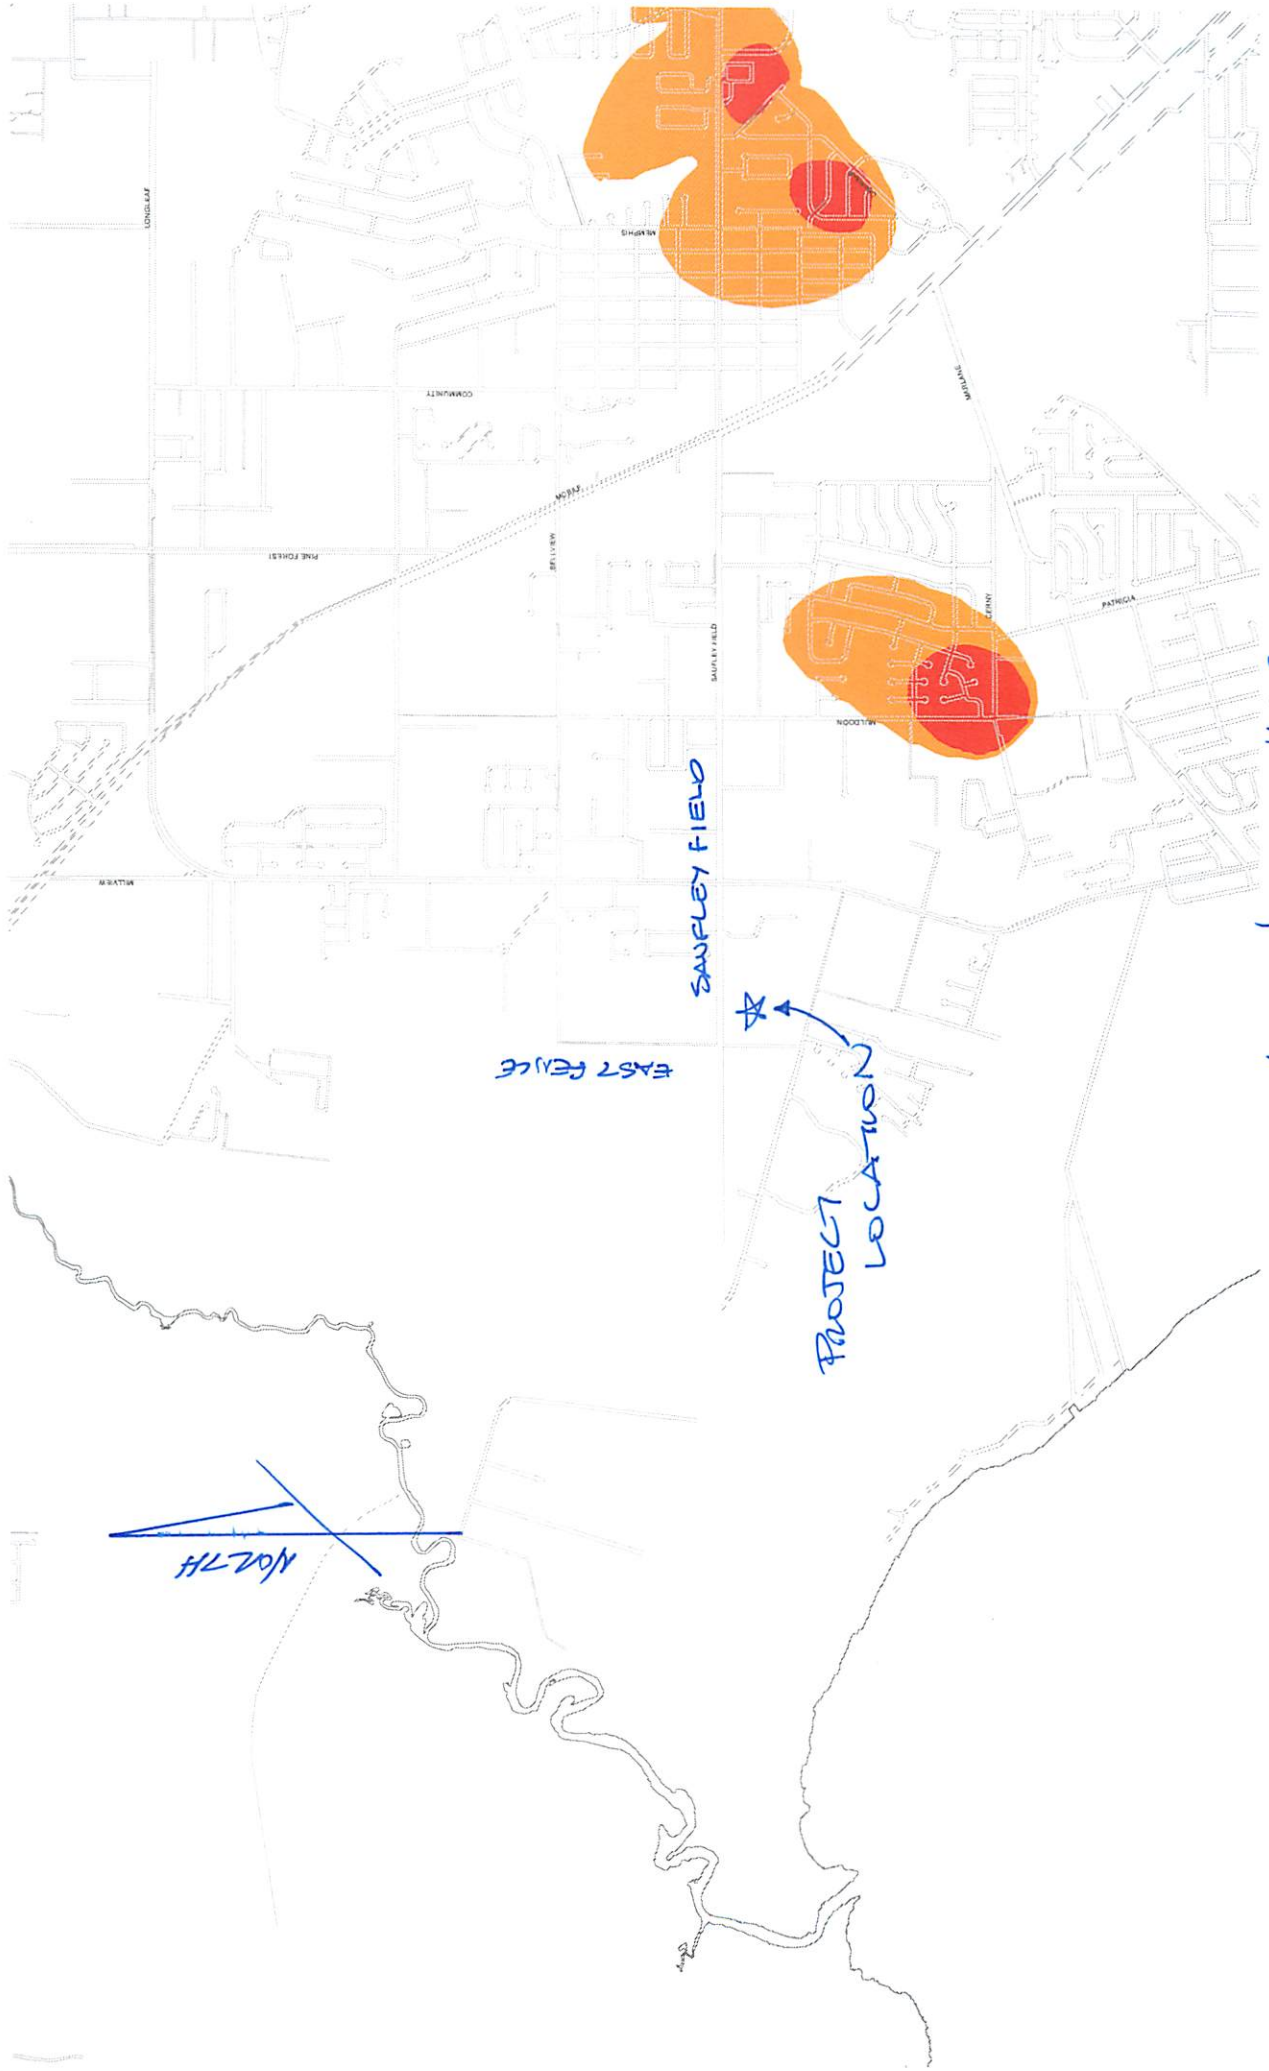 LONGLEAF
MEMPHIS
COMMUNITY
MOBILE
PINE FOREST
BELLVIEW
MARLANE
SAUFLEY FIELD
CERNY
PATRICIA
MULDOON
MILLVIEW
SAUFLEY FIELD
EAST FENCE
PROJECT
LOCATION
NORTH